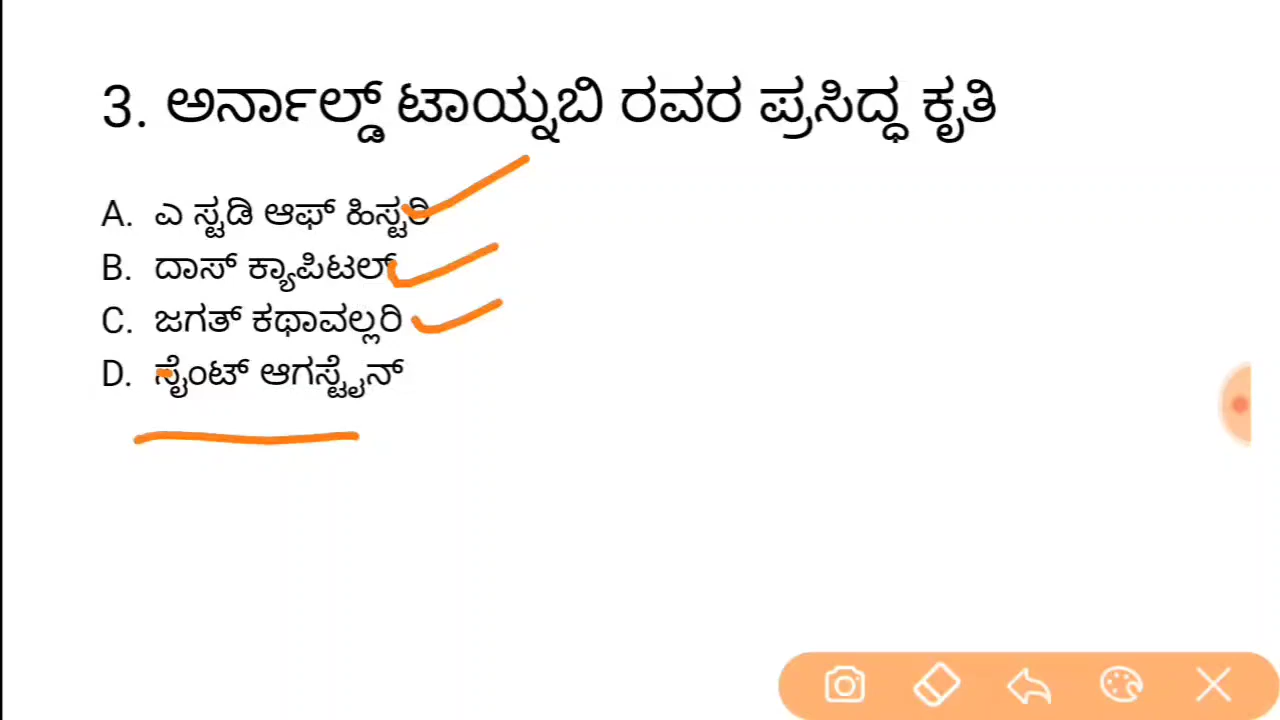 3. ಅರ್ನಾಲ್ಡ್ ಟಾಯ್ನಬಿ ರವರ ಪ್ರಸಿದ್ಧ ಕೃತಿ
A. ಎ ಸ್ಟಡಿ ಆಫ್ ಹಿಸ್ಟರಿ
B. ದಾಸ್ ಕ್ಯಾಪಿಟಲ್
C. ಜಗತ್ ಕಥಾವಲ್ಲರಿ
D. ಸೈಂಟ್ ಆಗಸ್ಟೈನ್